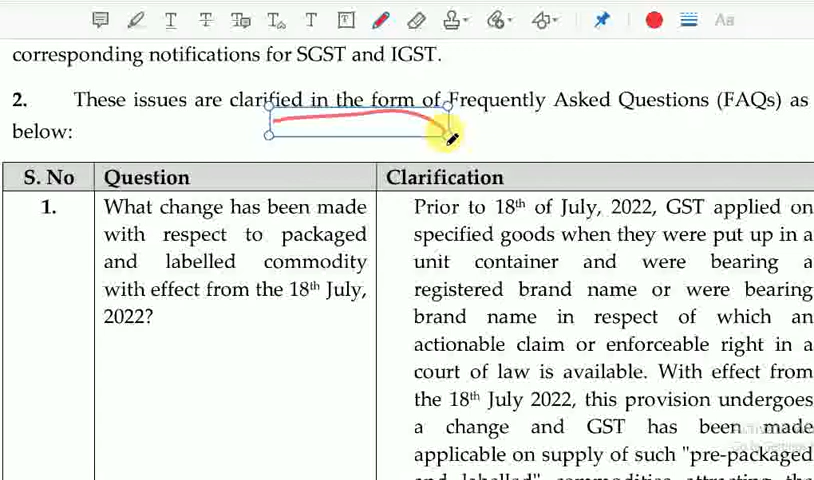 corresponding notifications for SGST and IGST.
2. These issues are clarified in the form of Frequently Asked Questions (FAQs) as
below:
S. No Question Clarification
1. What change has been made
with respect to packaged
and labelled commodity
with effect from the 18th July,
2022?
Prior to 18th of July, 2022, GST applied on
specified goods when they were put up in a
unit container and were bearing a
registered brand name or were bearing
brand name in respect of which an
actionable claim or enforceable right in a
court of law is available. With effect from
the 18th July 2022, this provision undergoes
a change and GST has been made
applicable on supply of such "pre-packaged
and labelled" commodities attracting the